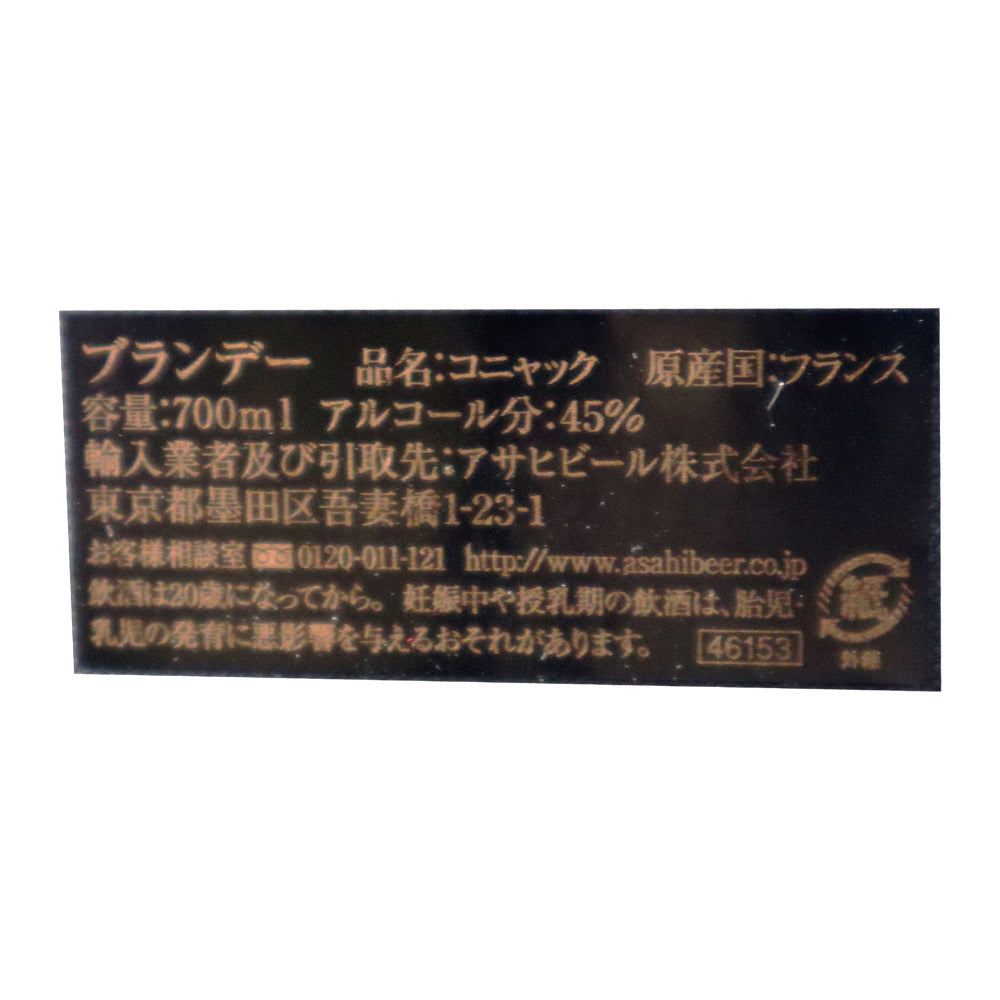 ブランデー 品名:コニャック 原産国:フランス
容量:700ml アルコール分:45%
輸入業者及び引取先:アサヒビール株式会社
東京都墨田区吾妻橋1-23-1
お客様相談室 0120-011-121 http://www.asahibeer.co.jp
飲酒は20歳になってから。 妊娠中や授乳期の飲酒は、胎児・
乳児の発育に悪影響を与えるおそれがあります。 46153
紙
外箱